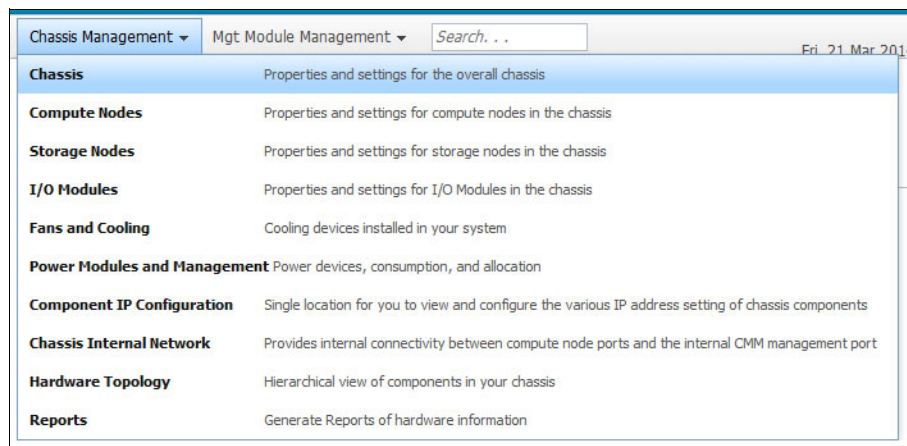 Chassis Management Mgt Module Management Search. . .
Fri, 21 Mar 201
Chassis Properties and settings for the overall chassis
Compute Nodes Properties and settings for compute nodes in the chassis
Storage Nodes Properties and settings for storage nodes in the chassis
I/O Modules Properties and settings for I/O Modules in the chassis
Fans and Cooling Cooling devices installed in your system
Power Modules and Management Power devices, consumption, and allocation
Component IP Configuration Single location for you to view and configure the various IP address setting of chassis components
Chassis Internal Network Provides internal connectivity between compute node ports and the internal CMM management port
Hardware Topology Hierarchical view of components in your chassis
Reports Generate Reports of hardware information